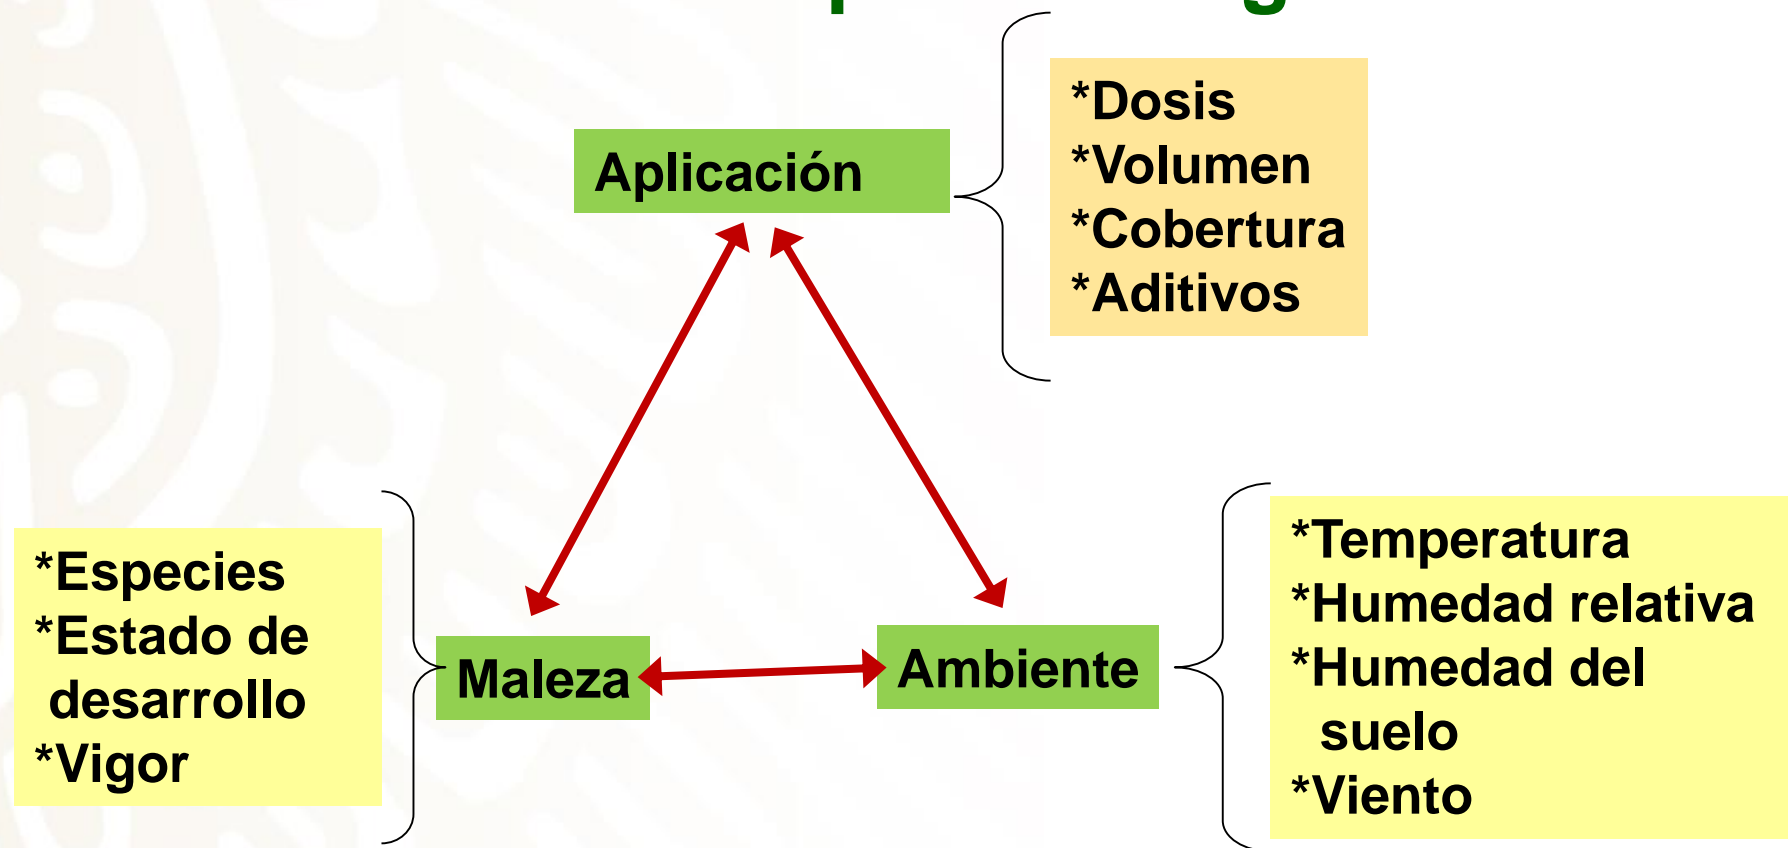 Aplicación
*Dosis
*Volumen
*Cobertura
*Aditivos
*Especies
*Estado de
desarrollo
*Vigor
Maleza
Ambiente
*Temperatura
*Humedad relativa
*Humedad del
suelo
*Viento